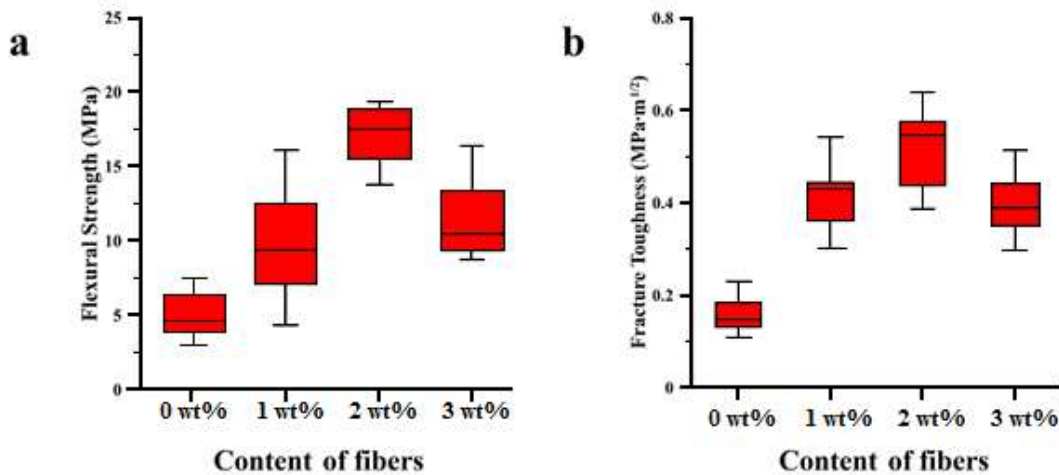 a
Flexural Strength (MPa)
25
20
15
10
5
0
0 wt% 1 wt% 2 wt% 3 wt%
Content of fibers
b
Fracture Toughness (MPa·m1/2)
0.8
0.6
0.4
0.2
0
0 wt% 1 wt% 2 wt% 3 wt%
Content of fibers